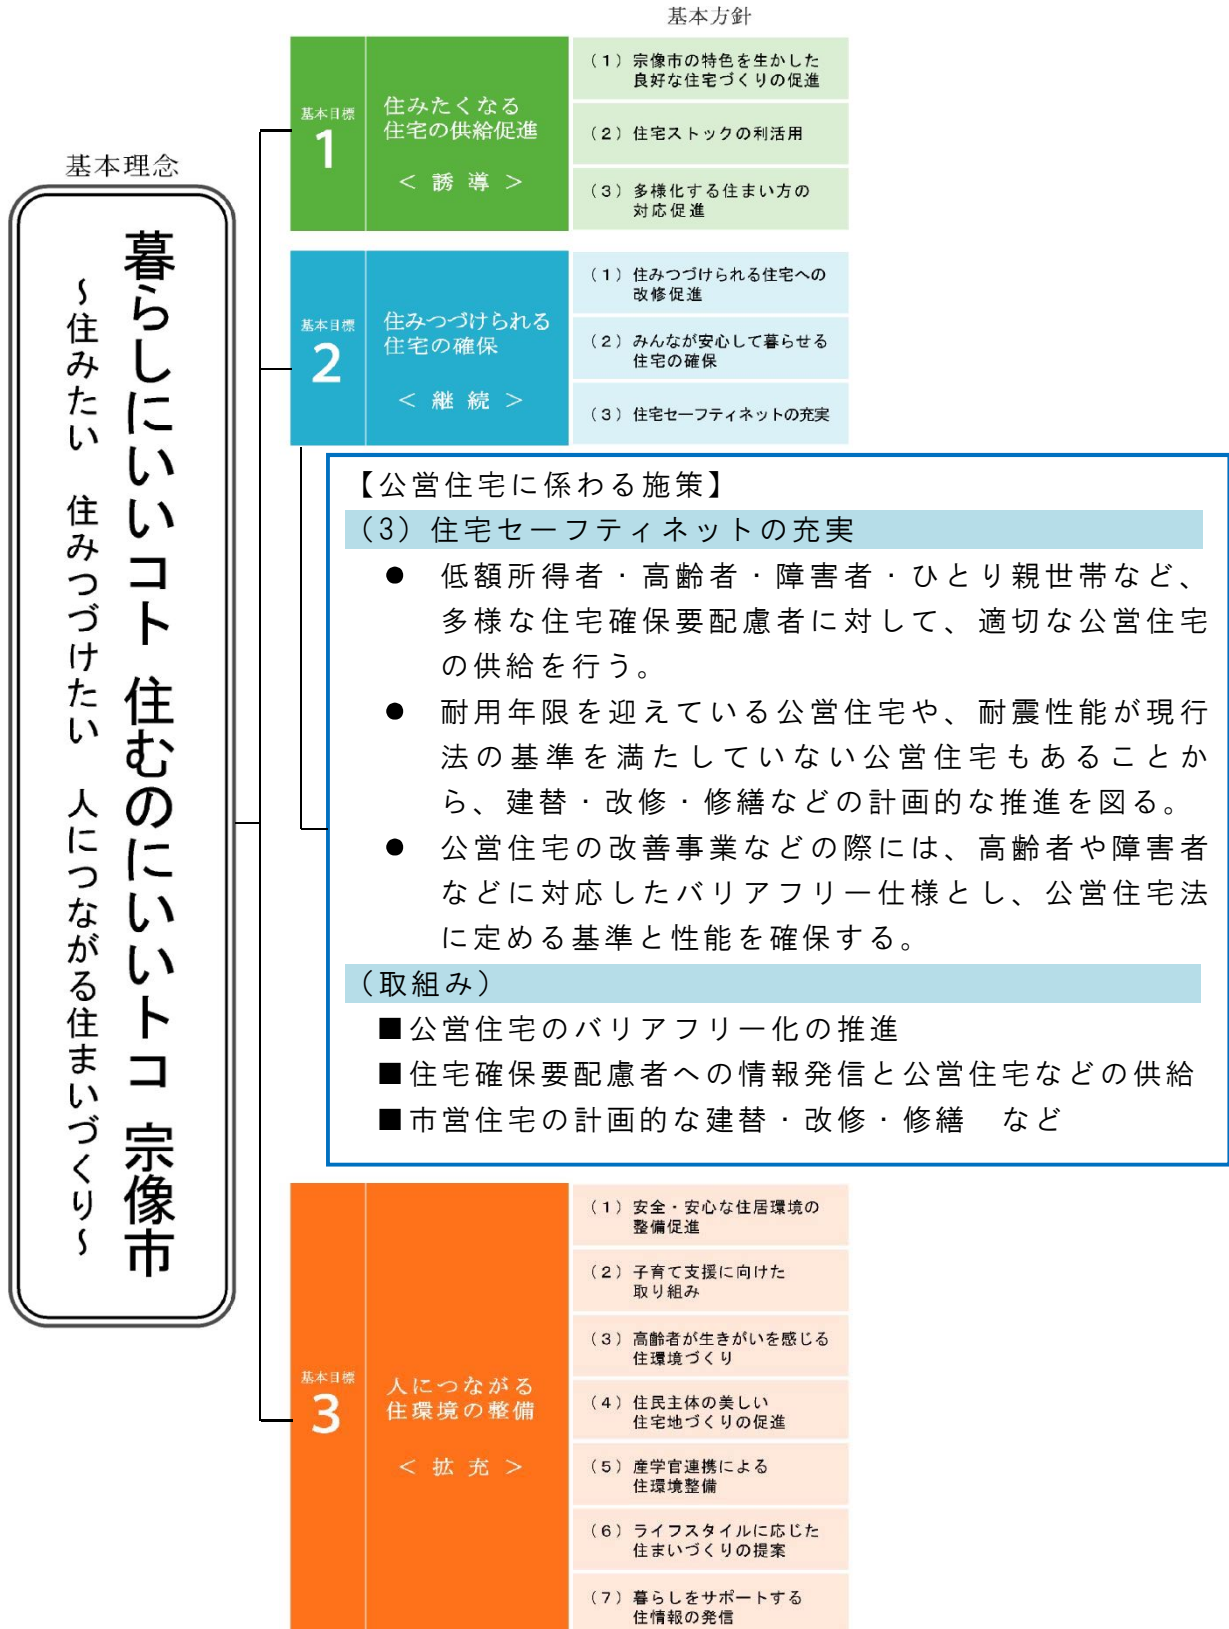 基本方針
基本理念
暮らしにいいコト 住むのにいいトコ 宗像市
~住みたい 住みつづけたい 人につながる住まいづくり~
基本目標
1
住みたくなる
住宅の供給促進
< 誘 導 >
(1)宗像市の特色を生かした
良好な住宅づくりの促進
(2)住宅ストックの利活用
(3)多様化する住まい方の
対応促進
基本目標
2
住みつづけられる
住宅の確保
< 継 続 >
(1)住みつづけられる住宅への
改修促進
(2)みんなが安心して暮らせる
住宅の確保
(3)住宅セーフティネットの充実
【公営住宅に係わる施策】
(3)住宅セーフティネットの充実
● 低額所得者・高齢者・障害者・ひとり親世帯など、
多様な住宅確保要配慮者に対して、適切な公営住宅
の供給を行う。
● 耐用年限を迎えている公営住宅や、耐震性能が現行
法の基準を満たしていない公営住宅もあることか
ら、建替・改修・修繕などの計画的な推進を図る。
● 公営住宅の改善事業などの際には、高齢者や障害者
などに対応したバリアフリー仕様とし、公営住宅法
に定める基準と性能を確保する。
(取組み)
■公営住宅のバリアフリー化の推進
■住宅確保要配慮者への情報発信と公営住宅などの供給
■市営住宅の計画的な建替・改修・修繕 など
基本目標
3
人につながる
住環境の整備
< 拡 充 >
(1)安全・安心な住居環境の
整備促進
(2)子育て支援に向けた
取り組み
(3)高齢者が生きがいを感じる
住環境づくり
(4)住民主体の美しい
住宅地づくりの促進
(5)産学官連携による
住環境整備
(6)ライフスタイルに応じた
住まいづくりの提案
(7)暮らしをサポートする
住情報の発信